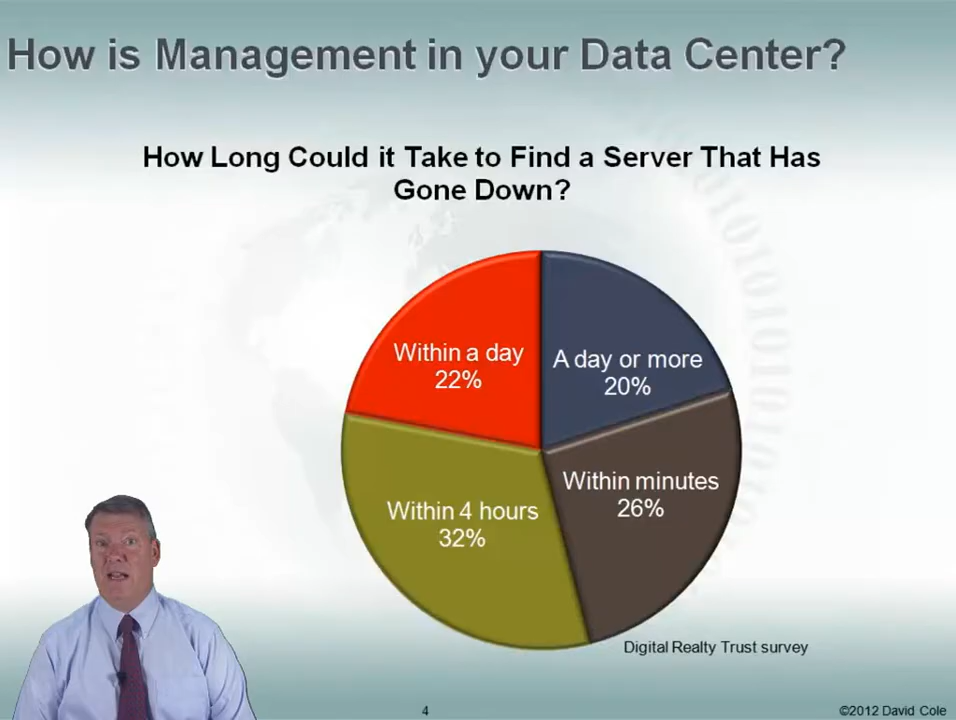 How is Management in your Data Center?
How Long Could it Take to Find a Server That Has
Gone Down?
Within a day
22%
A day or more
20%
Within minutes
26%
Within 4 hours
32%
Digital Realty Trust survey
4
©2012 David Cole